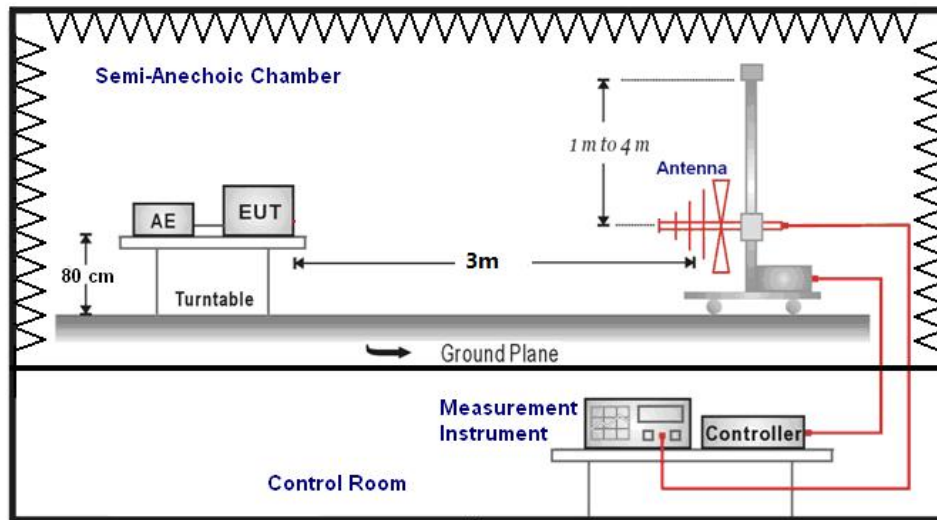 Semi-Anechoic Chamber
1 m to 4 m
Antenna
AE
EUT
80 cm
3m
Turntable
Ground Plane
Measurement
Instrument
Controller
Control Room